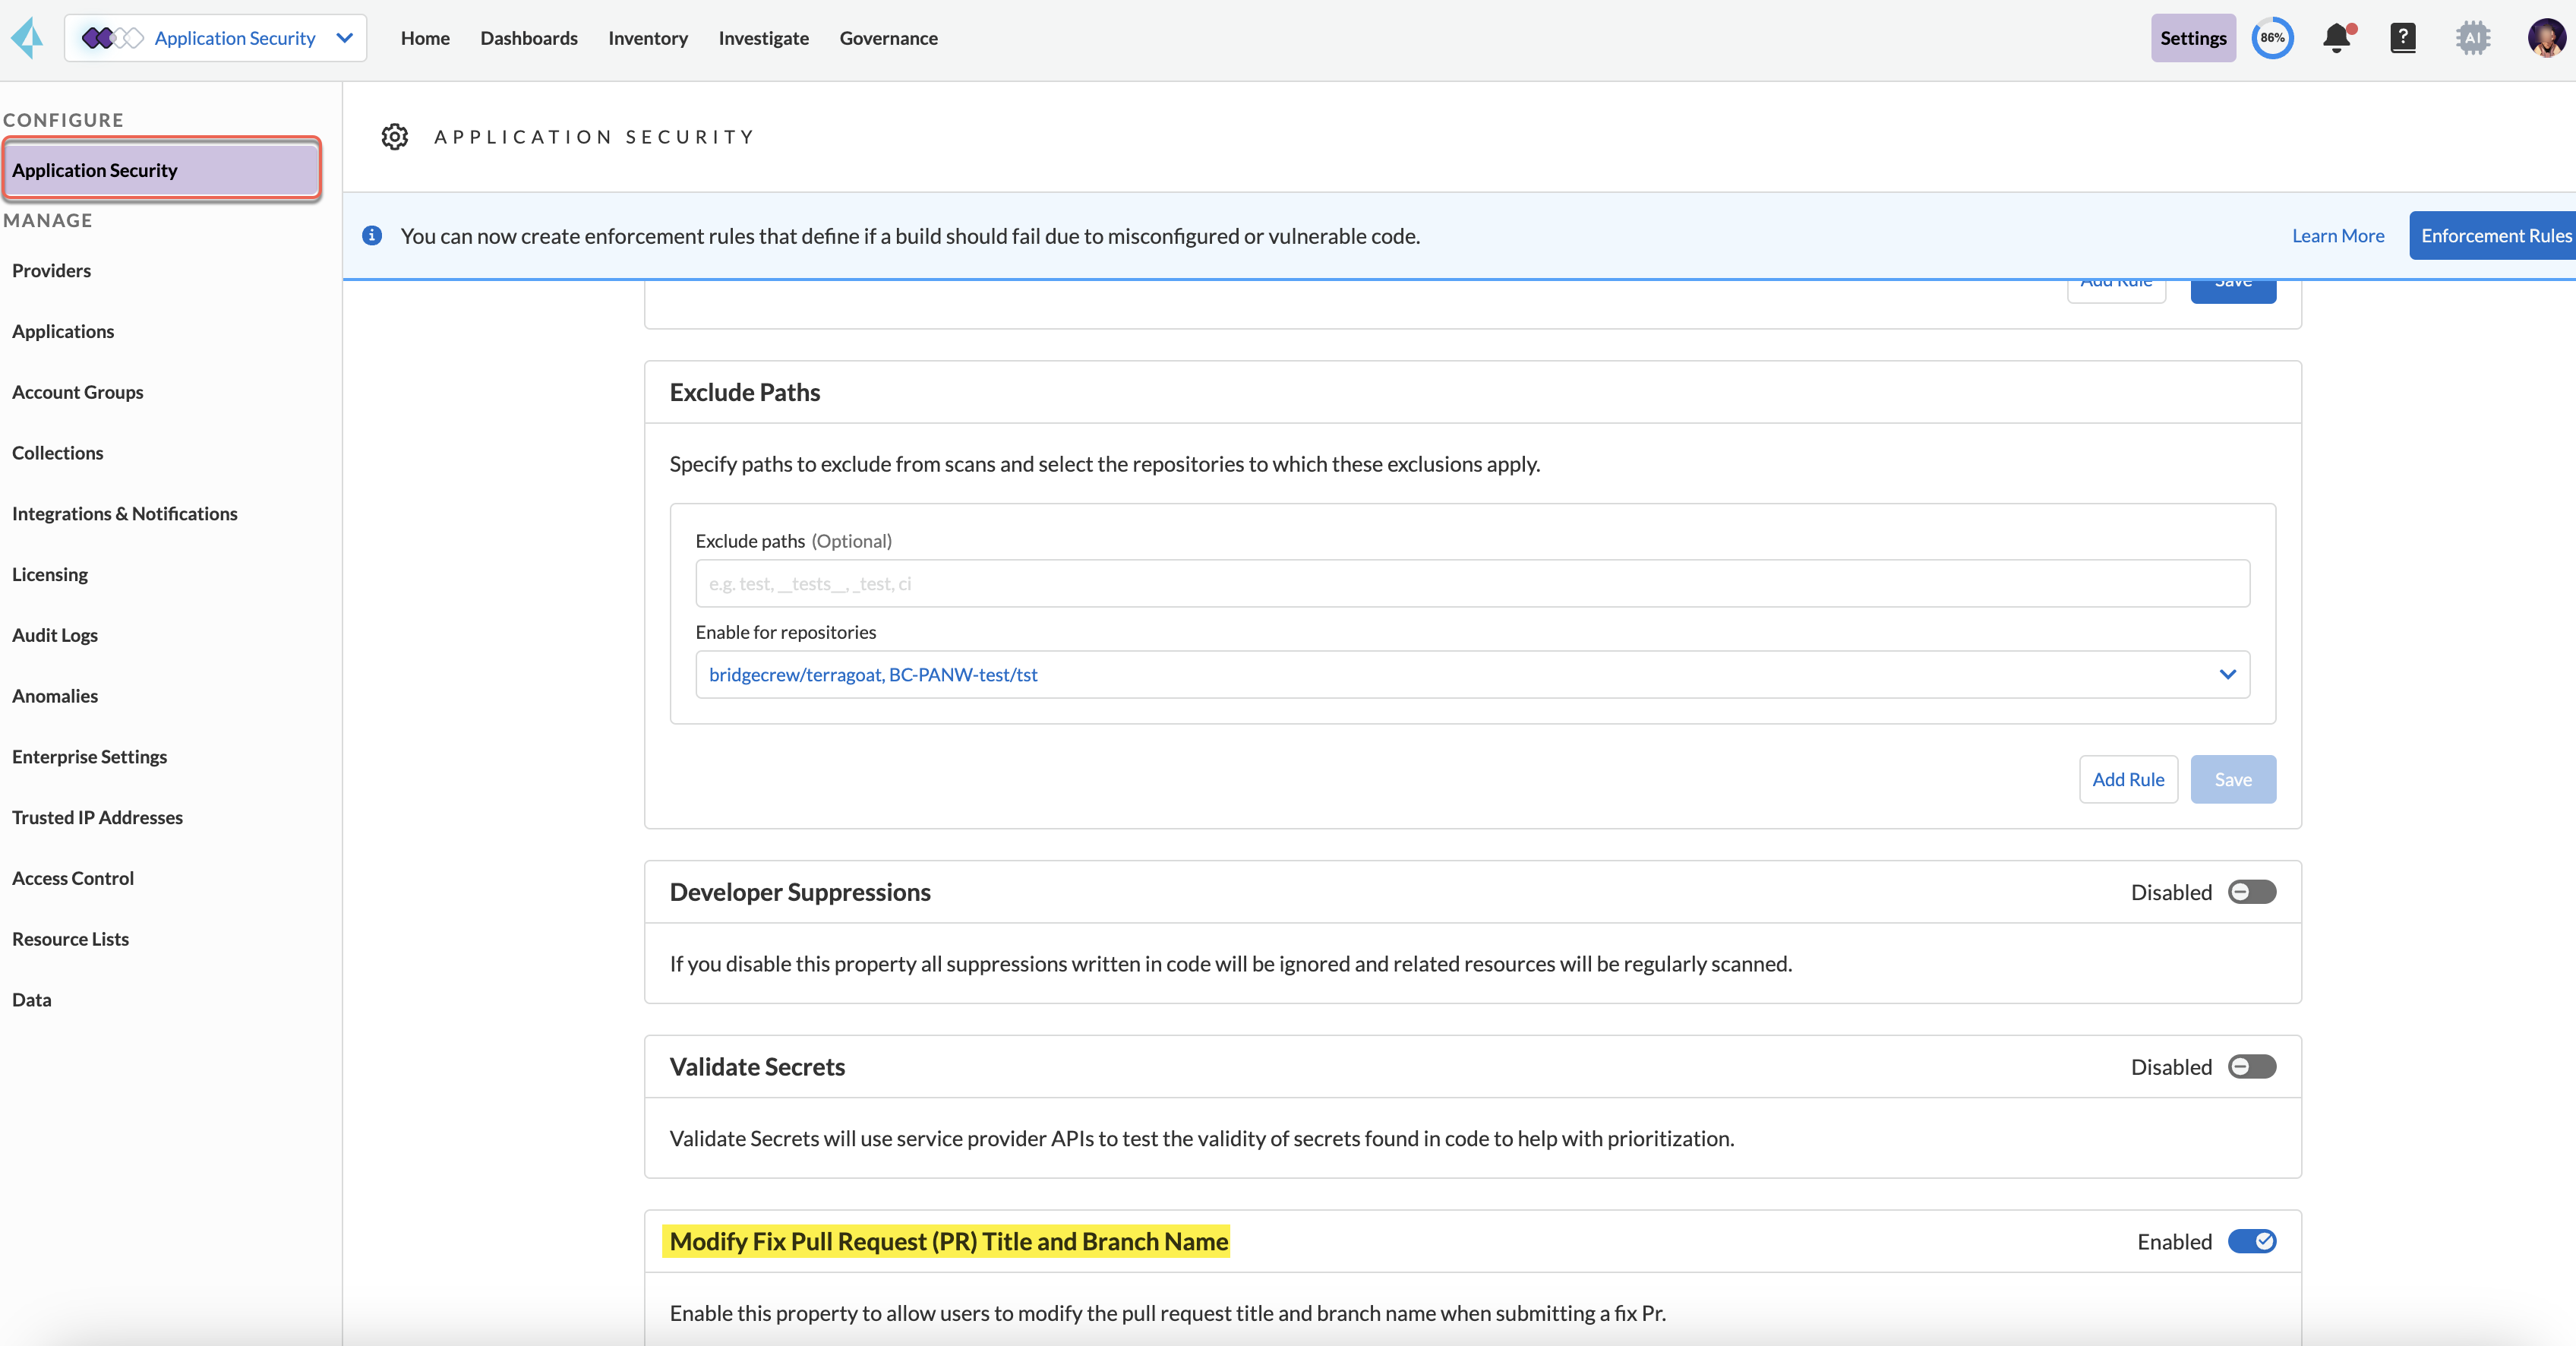 Application Security
Home
Dashboards
Inventory
Investigate
Governance
Settings
86%
?
AI
CONFIGURE
Application Security
MANAGE
Providers
Applications
Account Groups
Collections
Integrations & Notifications
Licensing
Audit Logs
Anomalies
Enterprise Settings
Trusted IP Addresses
Access Control
Resource Lists
Data
APPLICATION SECURITY
You can now create enforcement rules that define if a build should fail due to misconfigured or vulnerable code.
Learn More
Enforcement Rules
Add Rule
Save
Exclude Paths
Specify paths to exclude from scans and select the repositories to which these exclusions apply.
Exclude paths (Optional)
e.g. test, __tests__, _test, ci
Enable for repositories
bridgecrew/terragoat, BC-PANW-test/tst
Add Rule
Save
Developer Suppressions
Disabled
If you disable this property all suppressions written in code will be ignored and related resources will be regularly scanned.
Validate Secrets
Disabled
Validate Secrets will use service provider APIs to test the validity of secrets found in code to help with prioritization.
Modify Fix Pull Request (PR) Title and Branch Name
Enabled
Enable this property to allow users to modify the pull request title and branch name when submitting a fix Pr.